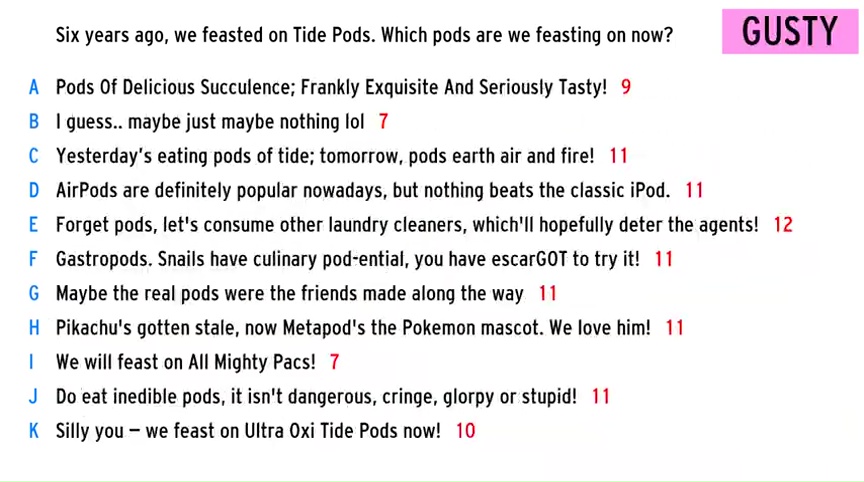 Six years ago, we feasted on Tide Pods. Which pods are we feasting on now?
GUSTY
A Pods Of Delicious Succulence; Frankly Exquisite And Seriously Tasty! 9
B I guess.. maybe just maybe nothing lol 7
C Yesterday's eating pods of tide; tomorrow, pods earth air and fire! 11
D AirPods are definitely popular nowadays, but nothing beats the classic iPod. 11
E Forget pods, let's consume other laundry cleaners, which'll hopefully deter the agents! 12
F Gastropods. Snails have culinary pod-ential, you have escarGOT to try it! 11
G Maybe the real pods were the friends made along the way 11
H Pikachu's gotten stale, now Metapod's the Pokemon mascot. We love him! 11
I We will feast on All Mighty Pacs! 7
J Do eat inedible pods, it isn't dangerous, cringe, glorpy or stupid! 11
K Silly you – we feast on Ultra Oxi Tide Pods now! 10